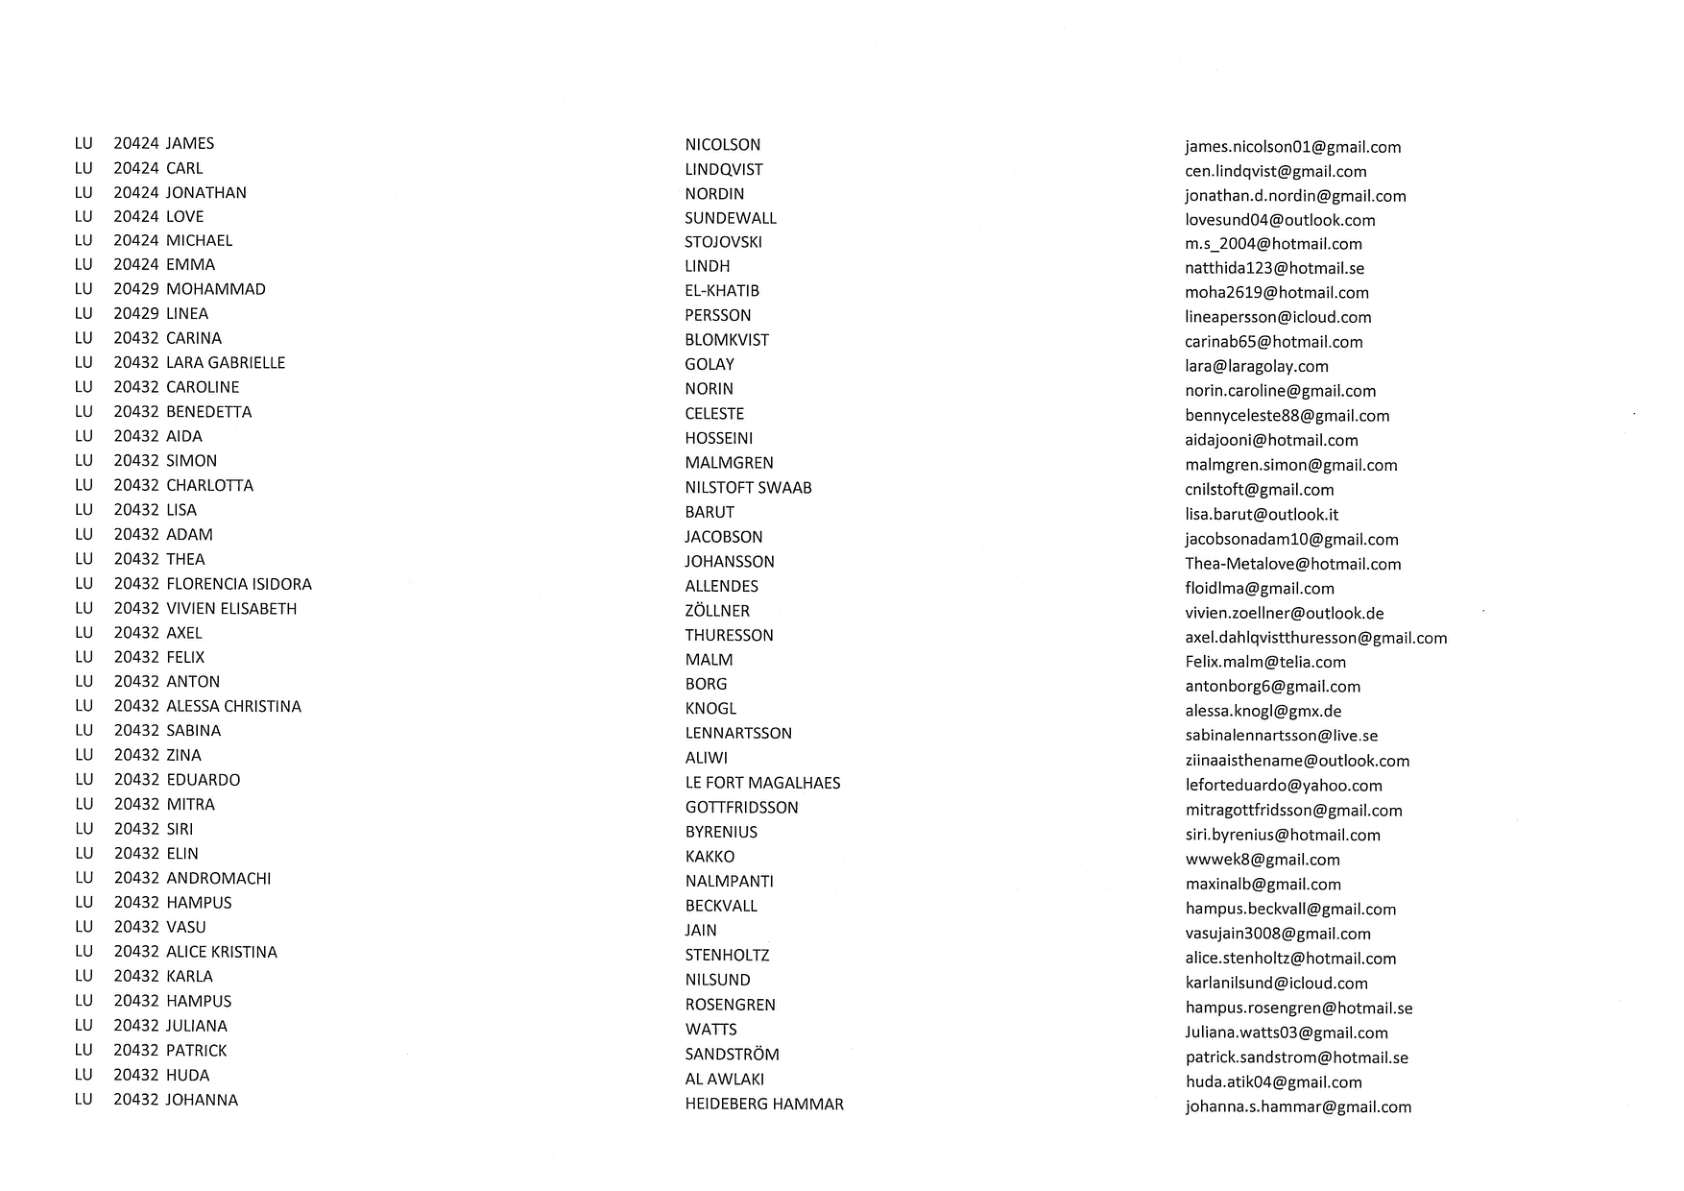 LU 20424 JAMES NICOLSON james.nicolson01@gmail.com
LU 20424 CARL LINDQVIST cen.lindqvist@gmail.com
LU 20424 JONATHAN NORDIN jonathan.d.nordin@gmail.com
LU 20424 LOVE SUNDEWALL lovesund04@outlook.com
LU 20424 MICHAEL STOJOVSKI m.s_2004@hotmail.com
LU 20424 EMMA LINDH natthida123@hotmail.se
LU 20429 MOHAMMAD EL-KHATIB moha2619@hotmail.com
LU 20429 LINEA PERSSON lineapersson@icloud.com
LU 20432 CARINA BLOMKVIST carinab65@hotmail.com
LU 20432 LARA GABRIELLE GOLAY lara@laragolay.com
LU 20432 CAROLINE NORIN norin.caroline@gmail.com
LU 20432 BENEDETTA CELESTE bennyceleste88@gmail.com
LU 20432 AIDA HOSSEINI aidajooni@hotmail.com
LU 20432 SIMON MALMGREN malmgren.simon@gmail.com
LU 20432 CHARLOTTA NILSTOFT SWAAB cnilstoft@gmail.com
LU 20432 LISA BARUT lisa.barut@outlook.it
LU 20432 ADAM JACOBSON jacobsonadam10@gmail.com
LU 20432 THEA JOHANSSON Thea-Metalove@hotmail.com
LU 20432 FLORENCIA ISIDORA ALLENDES floidlma@gmail.com
LU 20432 VIVIEN ELISABETH ZÖLLNER vivien.zoellner@outlook.de
LU 20432 AXEL THURESSON axel.dahlqvistthuresson@gmail.com
LU 20432 FELIX MALM Felix.malm@telia.com
LU 20432 ANTON BORG antonborg6@gmail.com
LU 20432 ALESSA CHRISTINA KNOGL alessa.knogl@gmx.de
LU 20432 SABINA LENNARTSSON sabinalennartsson@live.se
LU 20432 ZINA ALIWI ziinaaisthename@outlook.com
LU 20432 EDUARDO LE FORT MAGALHAES leforteduardo@yahoo.com
LU 20432 MITRA GOTTFRIDSSON mitragottfridsson@gmail.com
LU 20432 SIRI BYRENIUS siri.byrenius@hotmail.com
LU 20432 ELIN KAKKO wwwek8@gmail.com
LU 20432 ANDROMACHI NALMPANTI maxinalb@gmail.com
LU 20432 HAMPUS BECKVALL hampus.beckvall@gmail.com
LU 20432 VASU JAIN vasujain3008@gmail.com
LU 20432 ALICE KRISTINA STENHOLTZ alice.stenholtz@hotmail.com
LU 20432 KARLA NILSUND karlanilsund@icloud.com
LU 20432 HAMPUS ROSENGREN hampus.rosengren@hotmail.se
LU 20432 JULIANA WATTS Juliana.watts03@gmail.com
LU 20432 PATRICK SANDSTRÖM patrick.sandstrom@hotmail.se
LU 20432 HUDA AL AWLAKI huda.atik04@gmail.com
LU 20432 JOHANNA HEIDEBERG HAMMAR johanna.s.hammar@gmail.com